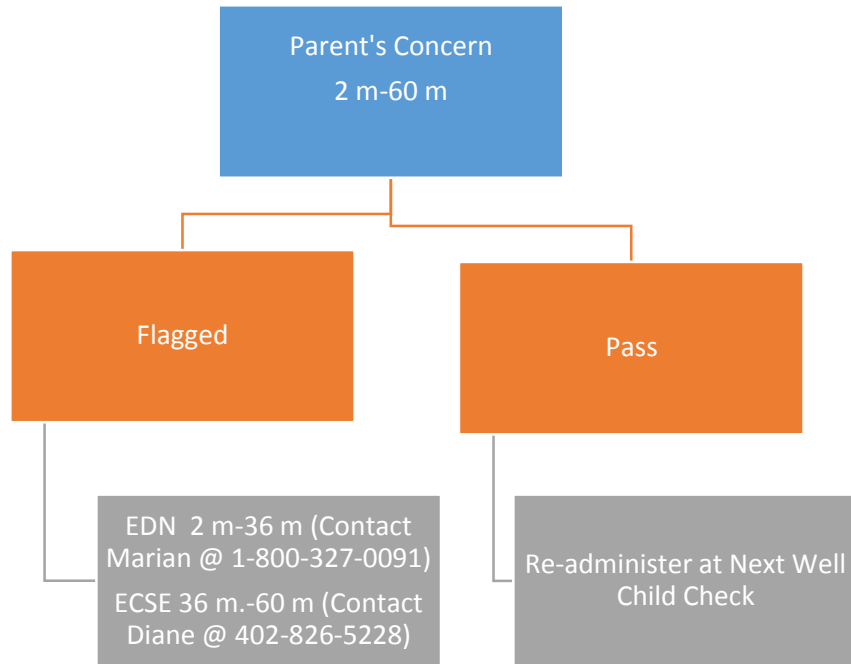 Parent's Concern
2 m-60 m
Flagged
Pass
EDN  2 m-36 m (Contact
Marian @ 1-800-327-0091)
ECSE 36 m.-60 m (Contact
Diane @ 402-826-5228)
Re-administer at Next Well
Child Check